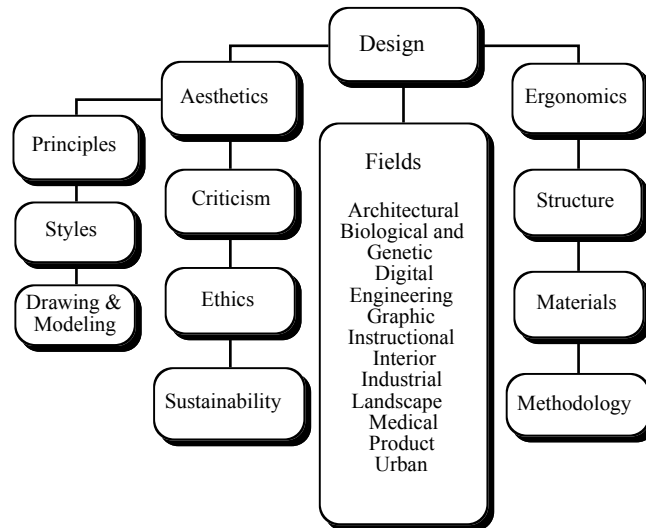 Design
Aesthetics
Ergonomics
Principles
Styles
Drawing &
Modeling
Criticism
Ethics
Sustainability
Fields
Architectural
Biological and
Genetic
Digital
Engineering
Graphic
Instructional
Interior
Industrial
Landscape
Medical
Product
Urban
Structure
Materials
Methodology